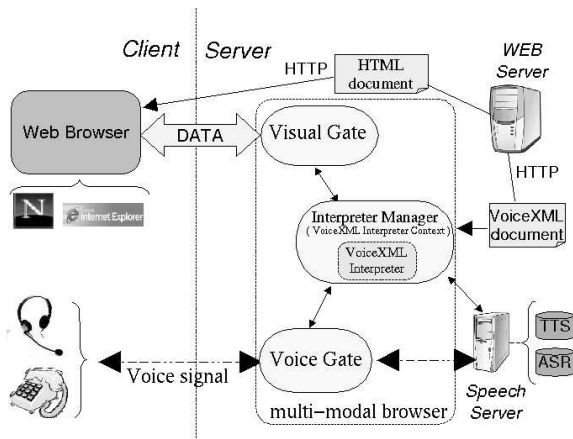 Client
Server
HTTP
HTML
document
WEB
Server
Web Browser
DATA
Visual Gate
HTTP
N
Internet Explorer
Interpreter Manager
( VoiceXML Interpreter Context)
VoiceXML
Interpreter
VoiceXML
document
TTS
ASR
Voice signal
Voice Gate
Speech
Server
multi-modal browser